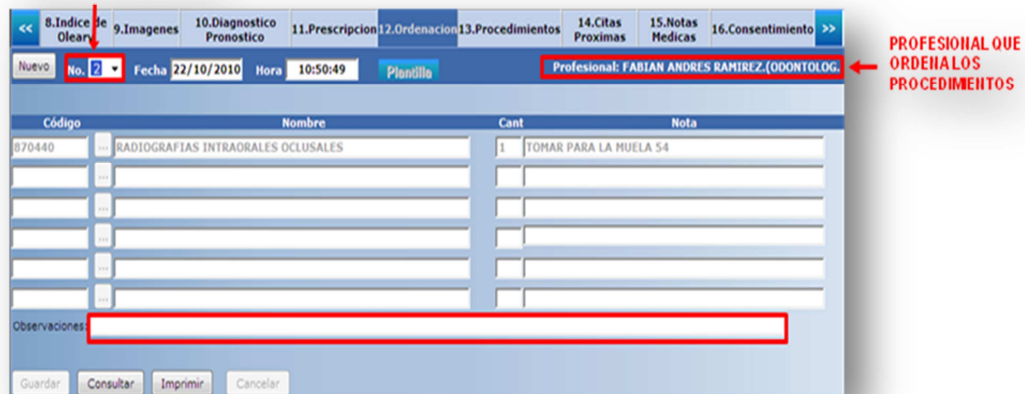 << 8.Indice de Oleary 9.Imagenes 10.Diagnostico Pronostico 11.Prescripcion 12.Ordenacion 13.Procedimientos 14.Citas Proximas 15.Notas Medicas 16.Consentimiento >>
Nuevo No. 2 Fecha 22/10/2010 Hora 10:50:49 Plantilla Profesional: FABIAN ANDRES RAMIREZ.(ODONTOLOG.
PROFESIONAL QUE
ORDENA LOS
PROCEDIMIENTOS
Código Nombre Cant Nota
870440 ... RADIOGRAFIAS INTRAORALES OCLUSALES 1 TOMAR PARA LA MUELA 54
...
...
...
...
...
Observaciones:
Guardar Consultar Imprimir Cancelar